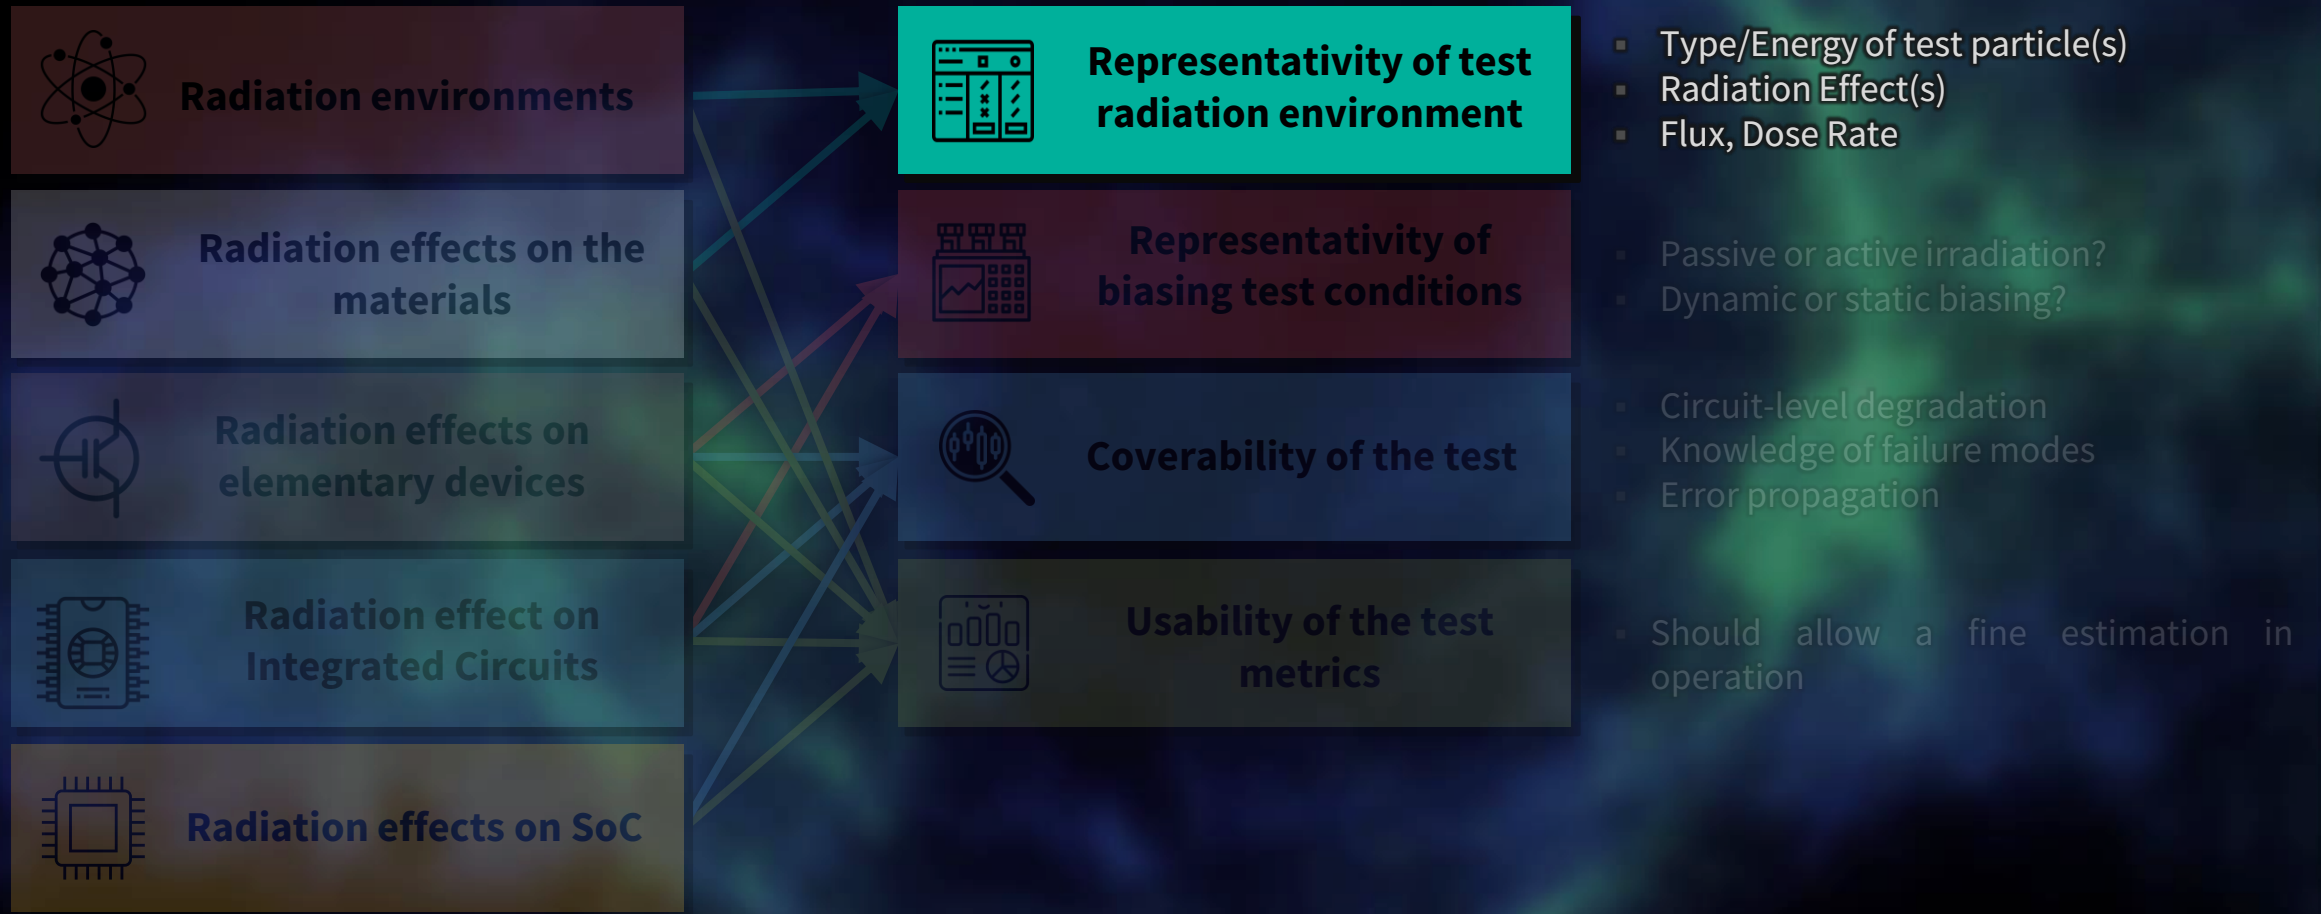 Radiation environments
Radiation effects on the
materials
Radiation effects on
elementary devices
Radiation effect on
Integrated Circuits
Radiation effects on SoC
Representativity of test
radiation environment
Representativity of
biasing test conditions
Coverability of the test
Usability of the test
metrics
Type/Energy of test particle(s)
Radiation Effect(s)
Flux, Dose Rate
Passive or active irradiation?
Dynamic or static biasing?
Circuit-level degradation
Knowledge of failure modes
Error propagation
Should allow a fine estimation in
operation